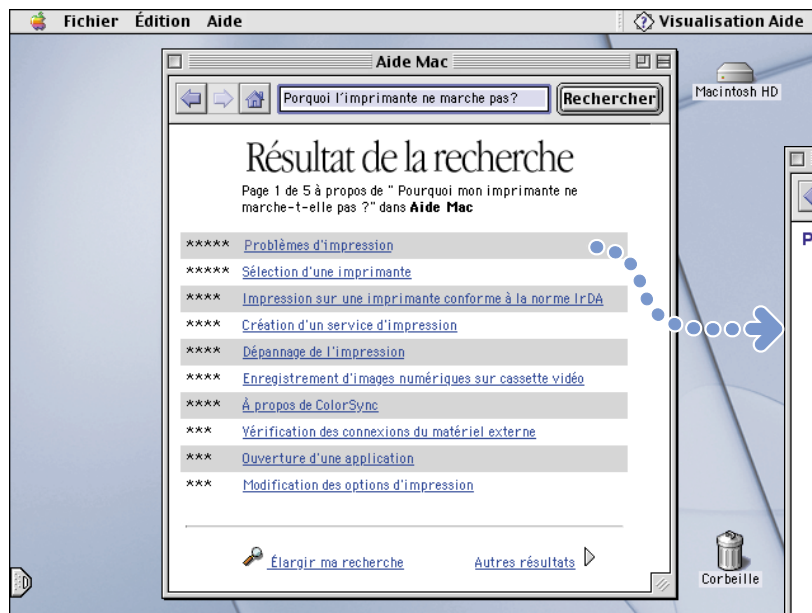 Fichier Édition Aide
Visualisation Aide
Aide Mac
Porquoi l'imprimante ne marche pas?
Rechercher
Macintosh HD
Résultat de la recherche
Page 1 de 5 à propos de " Pourquoi mon imprimante ne
marche-t-elle pas ?" dans Aide Mac
P
***** Problèmes d'impression
***** Sélection d'une imprimante
**** Impression sur une imprimante conforme à la norme IrDA
**** Création d'un service d'impression
**** Dépannage de l'impression
**** Enregistrement d'images numériques sur cassette vidéo
**** À propos de ColorSync
*** Vérification des connexions du matériel externe
*** Ouverture d'une application
*** Modification des options d'impression
Élargir ma recherche
Autres résultats
Corbeille